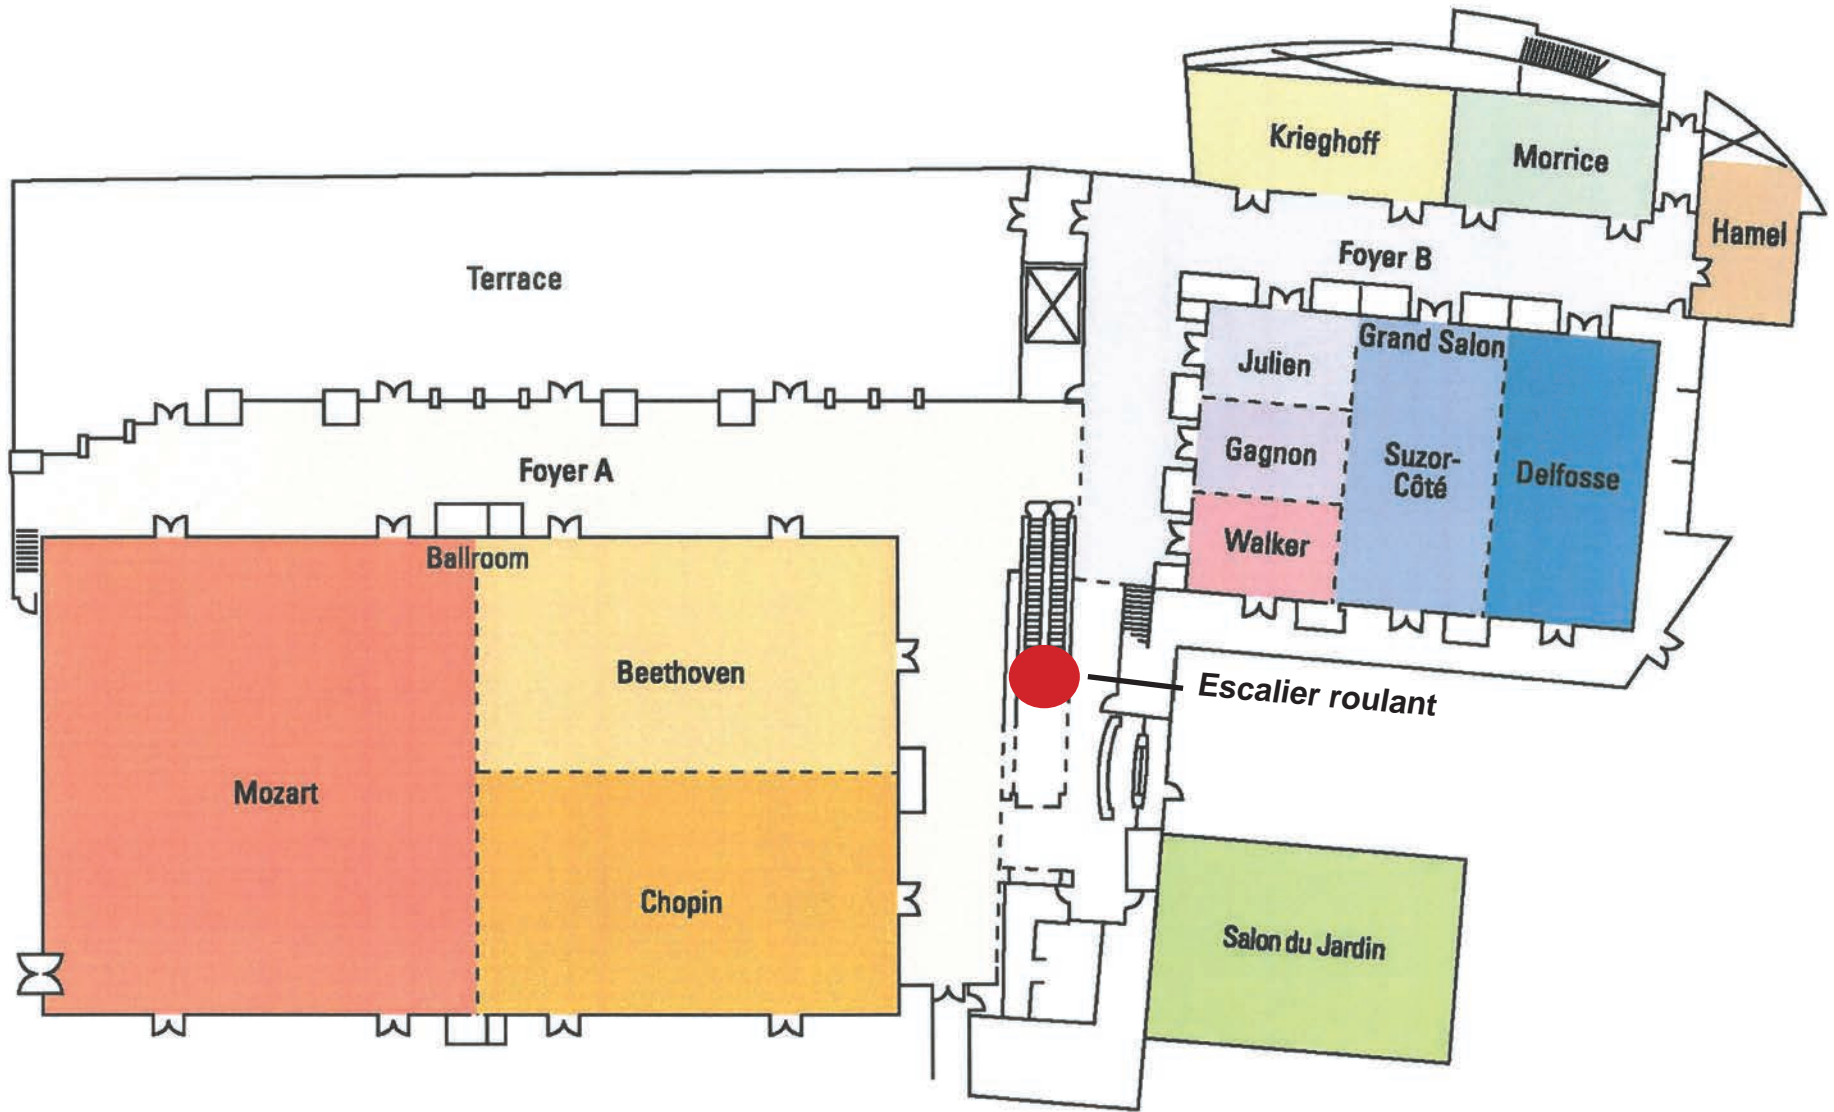 Krieghoff
Morrice
Hamel
Foyer B
Terrace
Grand Salon
Julien
Gagnon
Suzor-
Côté
Delfosse
Walker
Foyer A
Ballroom
Beethoven
Mozart
Chopin
Escalier roulant
Salon du Jardin